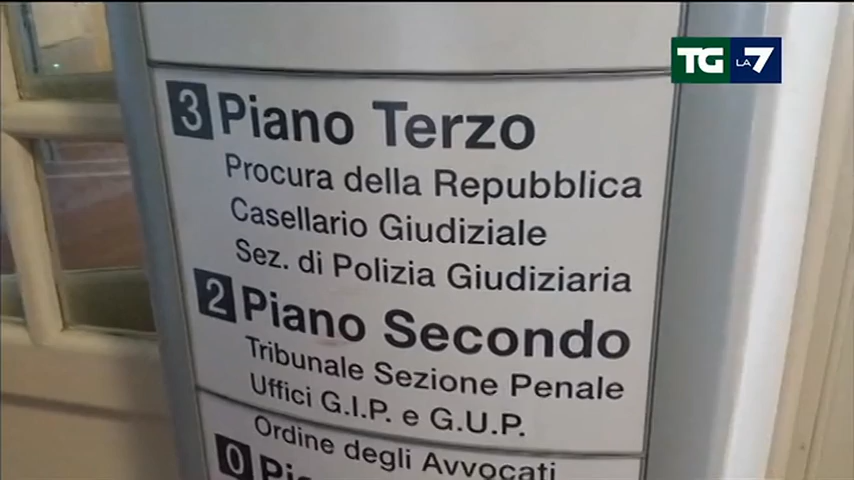 TG LA7
3 Piano Terzo
Procura della Repubblica
Casellario Giudiziale
Sez. di Polizia Giudiziaria
2 Piano Secondo
Tribunale Sezione Penale
Uffici G.I.P. e G.U.P.
Ordine degli Avvocati
0